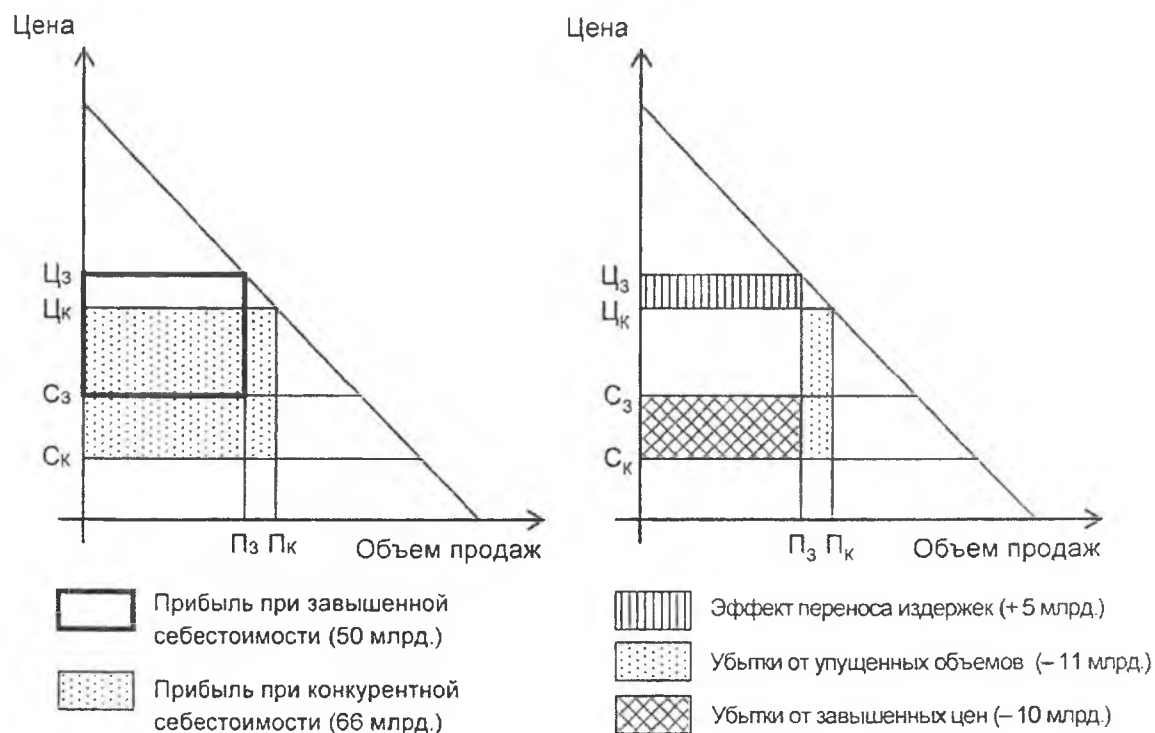 Цена
Цз
Цк
Сз
Ск
Пз Пк
Объем продаж
Прибыль при завышенной
себестоимости (50 млрд.)
Прибыль при конкурентной
себестоимости (66 млрд.)
Цена
Цз
Цк
Сз
Ск
Пз Пк
Объем продаж
Эффект переноса издержек (+ 5 млрд.)
Убытки от упущенных объемов (– 11 млрд.)
Убытки от завышенных цен (– 10 млрд.)